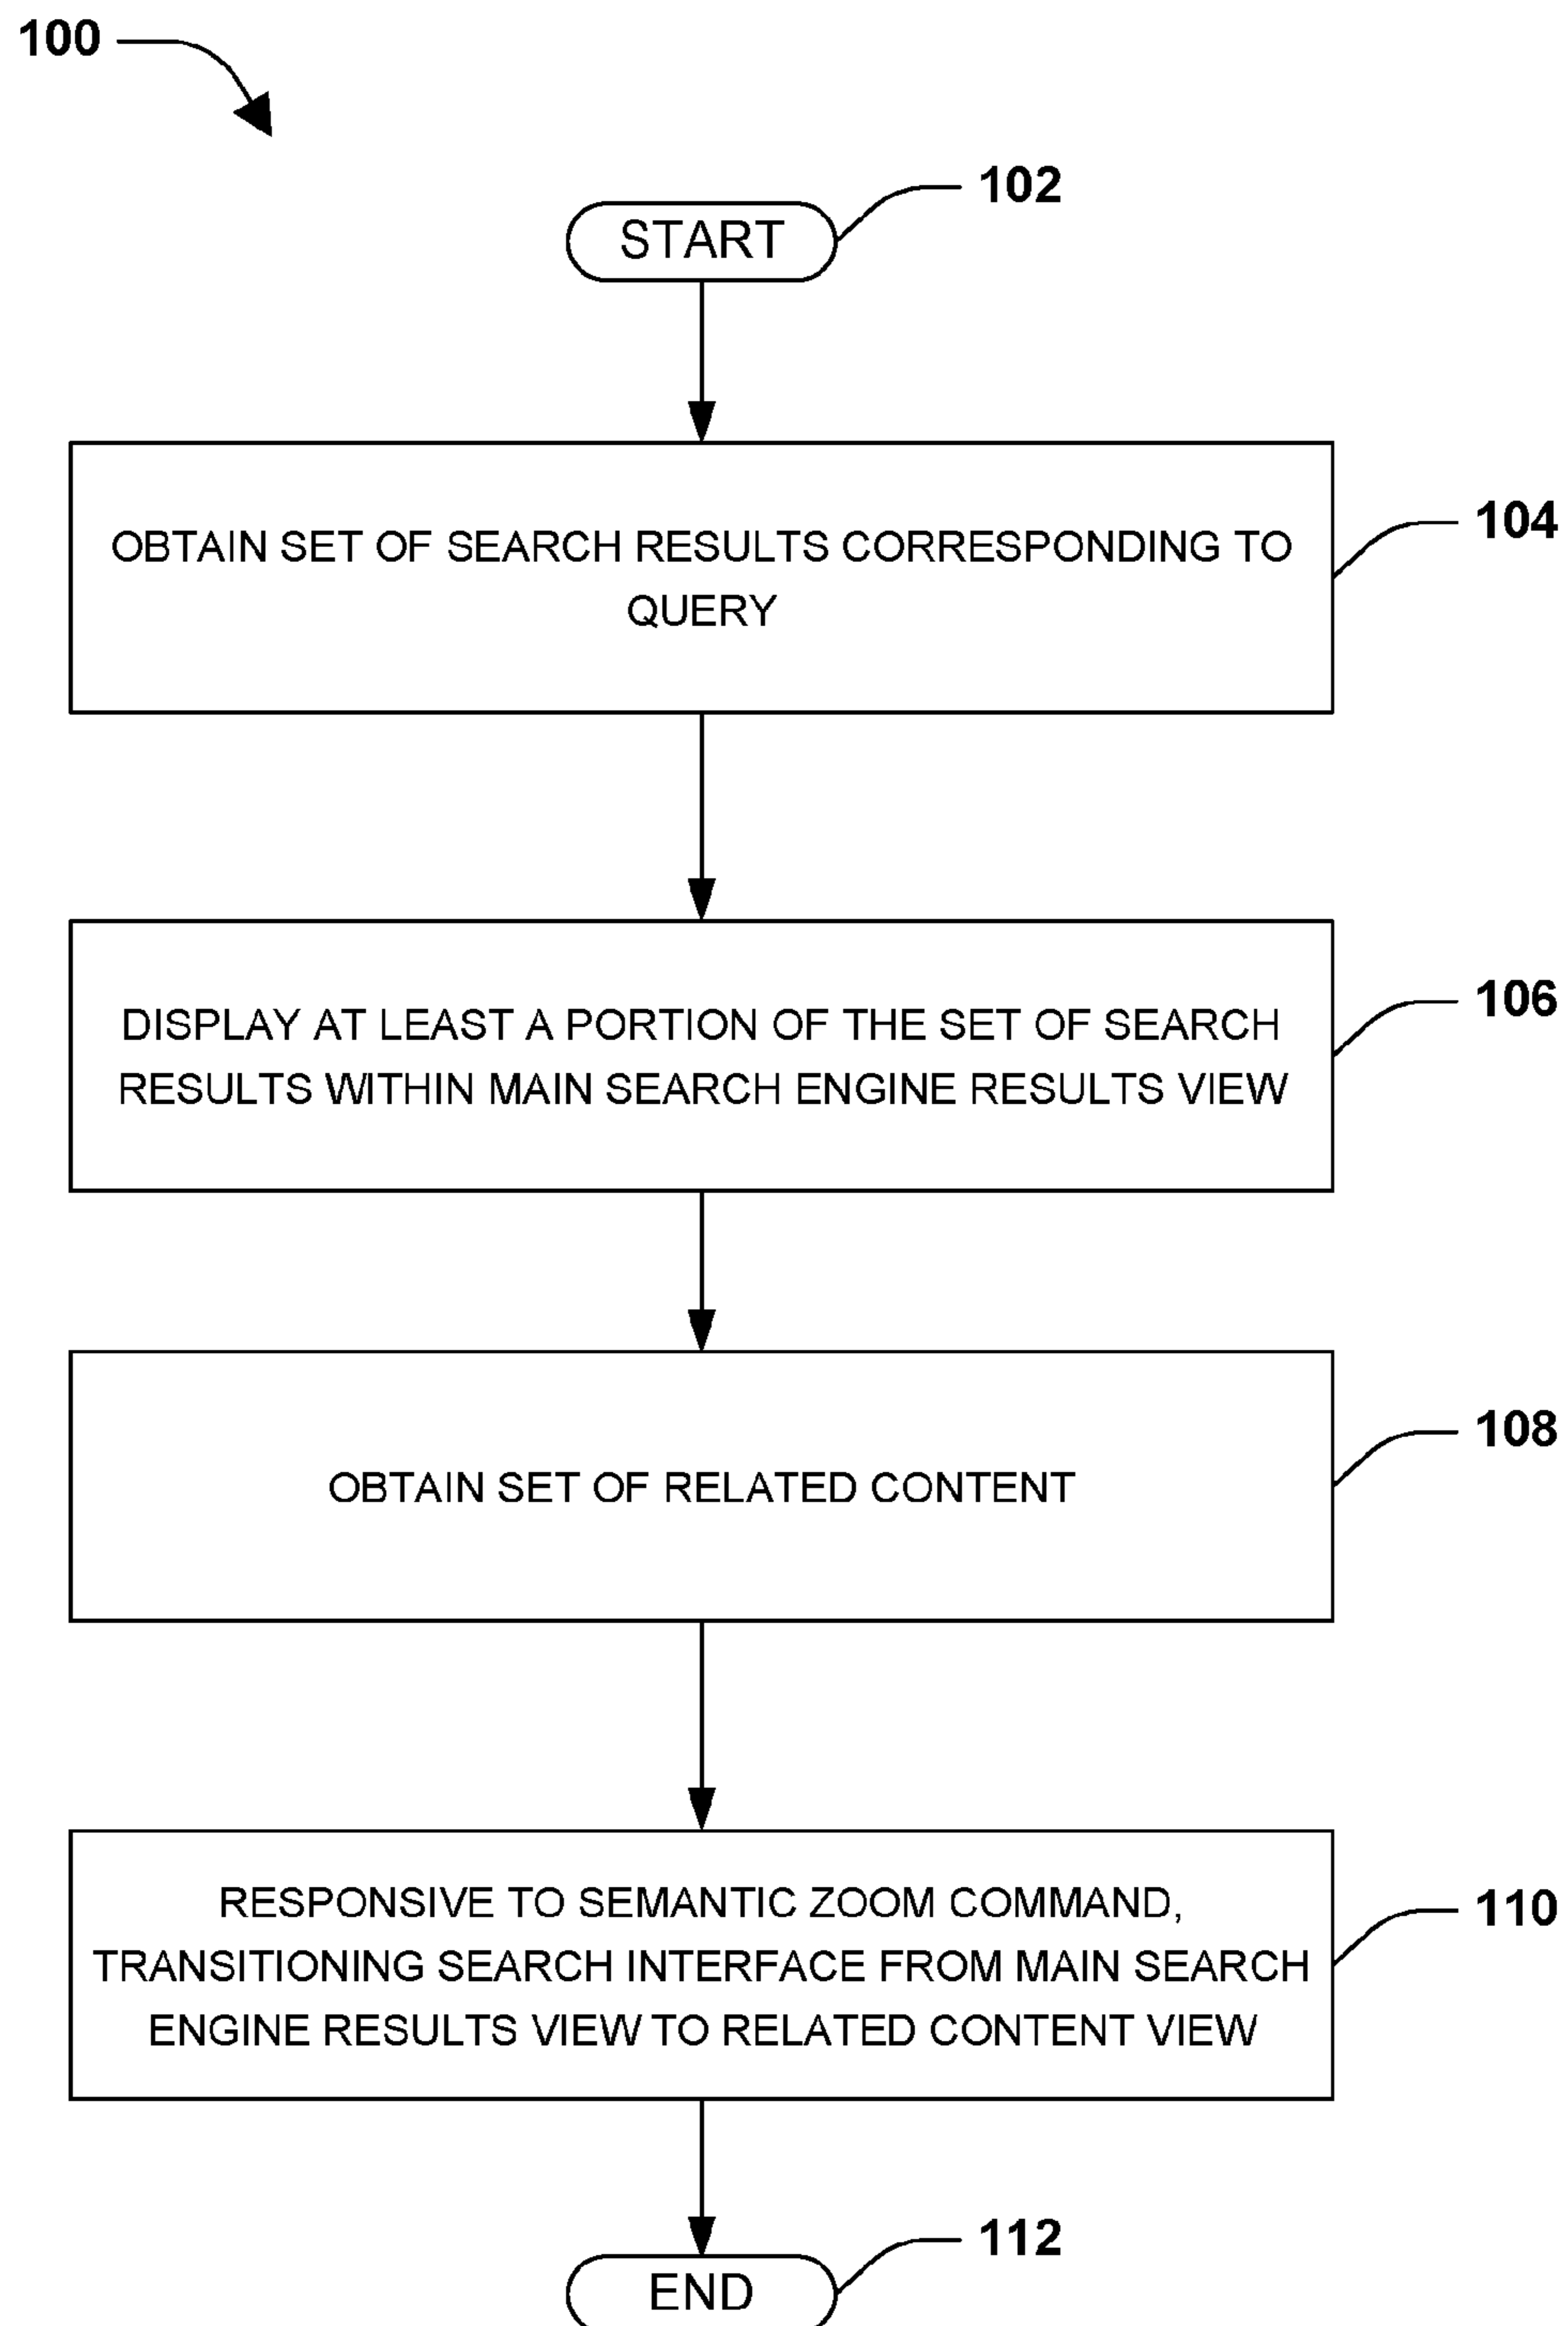 100
102
START
OBTAIN SET OF SEARCH RESULTS CORRESPONDING TO
QUERY
104
DISPLAY AT LEAST A PORTION OF THE SET OF SEARCH
RESULTS WITHIN MAIN SEARCH ENGINE RESULTS VIEW
106
OBTAIN SET OF RELATED CONTENT
108
RESPONSIVE TO SEMANTIC ZOOM COMMAND,
TRANSITIONING SEARCH INTERFACE FROM MAIN SEARCH
ENGINE RESULTS VIEW TO RELATED CONTENT VIEW
110
112
END